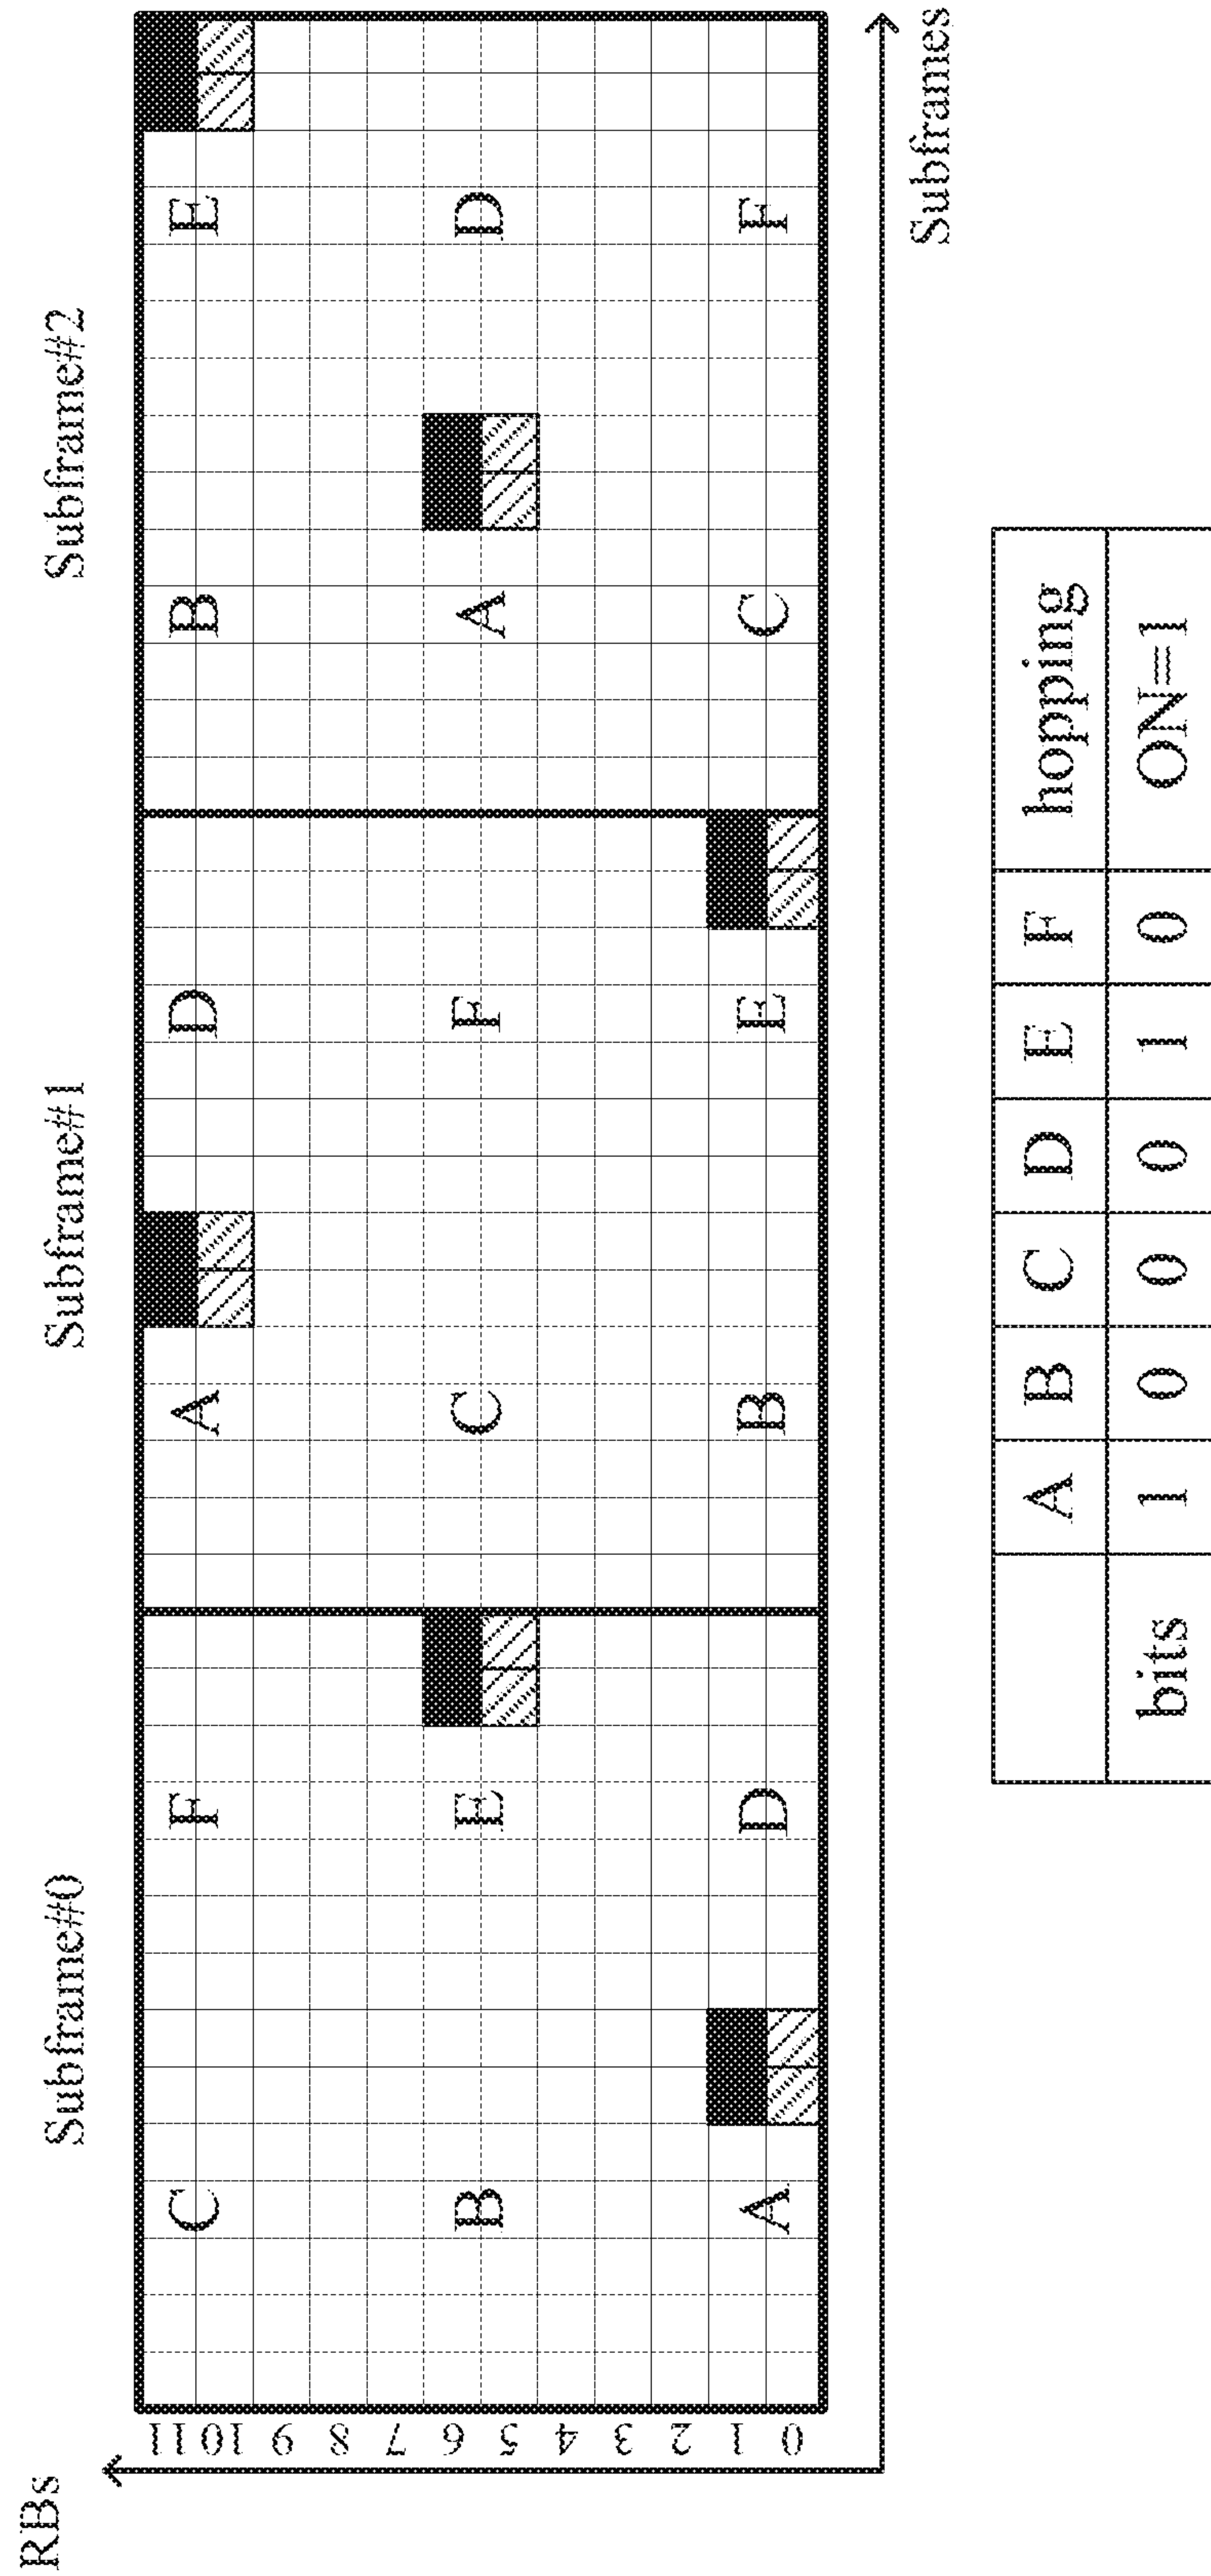 RBs
Subframe#0 Subframe#1 Subframe#2
11
10
9
8
7
6
5
4
3
2
1
0
C F A D B E
B E C F A D
A D B E C F
Subframes
A B C D E F hopping
bits 1 0 0 0 1 0 ON=1